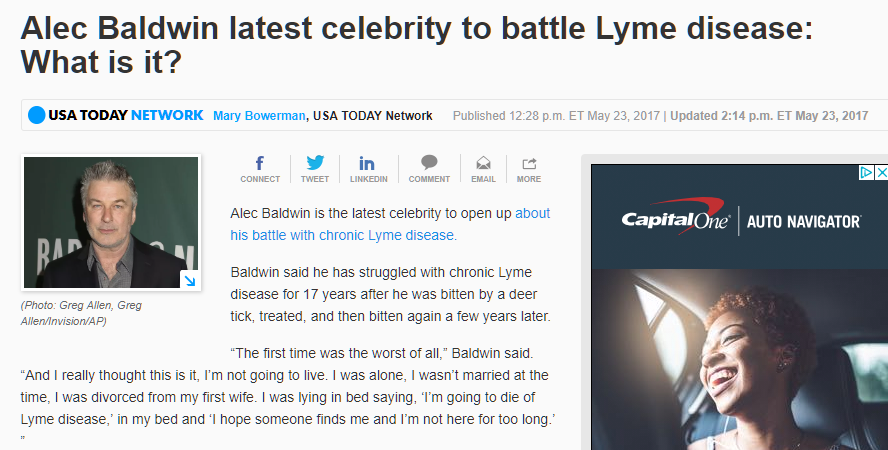 Alec Baldwin latest celebrity to battle Lyme disease:
What is it?
USA TODAY NETWORK Mary Bowerman, USA TODAY Network Published 12:28 p.m. ET May 23, 2017 | Updated 2:14 p.m. ET May 23, 2017
CONNECT TWEET LINKEDIN COMMENT EMAIL MORE
(Photo: Greg Allen, Greg
Allen/Invision/AP)
Alec Baldwin is the latest celebrity to open up about
his battle with chronic Lyme disease.
Baldwin said he has struggled with chronic Lyme
disease for 17 years after he was bitten by a deer
tick, treated, and then bitten again a few years later.
“The first time was the worst of all,” Baldwin said.
“And I really thought this is it, I’m not going to live. I was alone, I wasn’t married at the
time, I was divorced from my first wife. I was lying in bed saying, ‘I’m going to die of
Lyme disease,’ in my bed and ‘I hope someone finds me and I’m not here for too long.’
”
CapitalOne® | AUTO NAVIGATOR